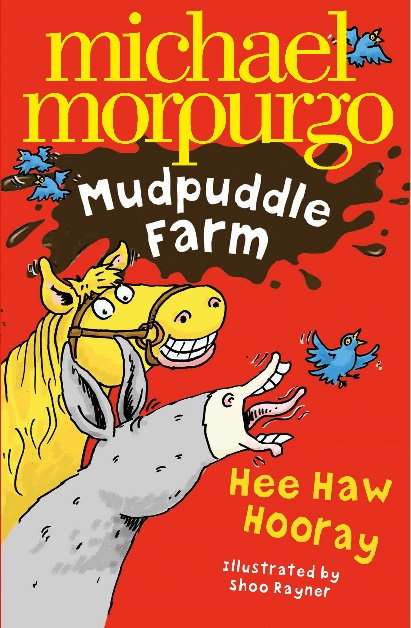 michael
morpurgo
Mudpuddle
Farm
Hee Haw
Hooray
Illustrated by
Shoo Rayner